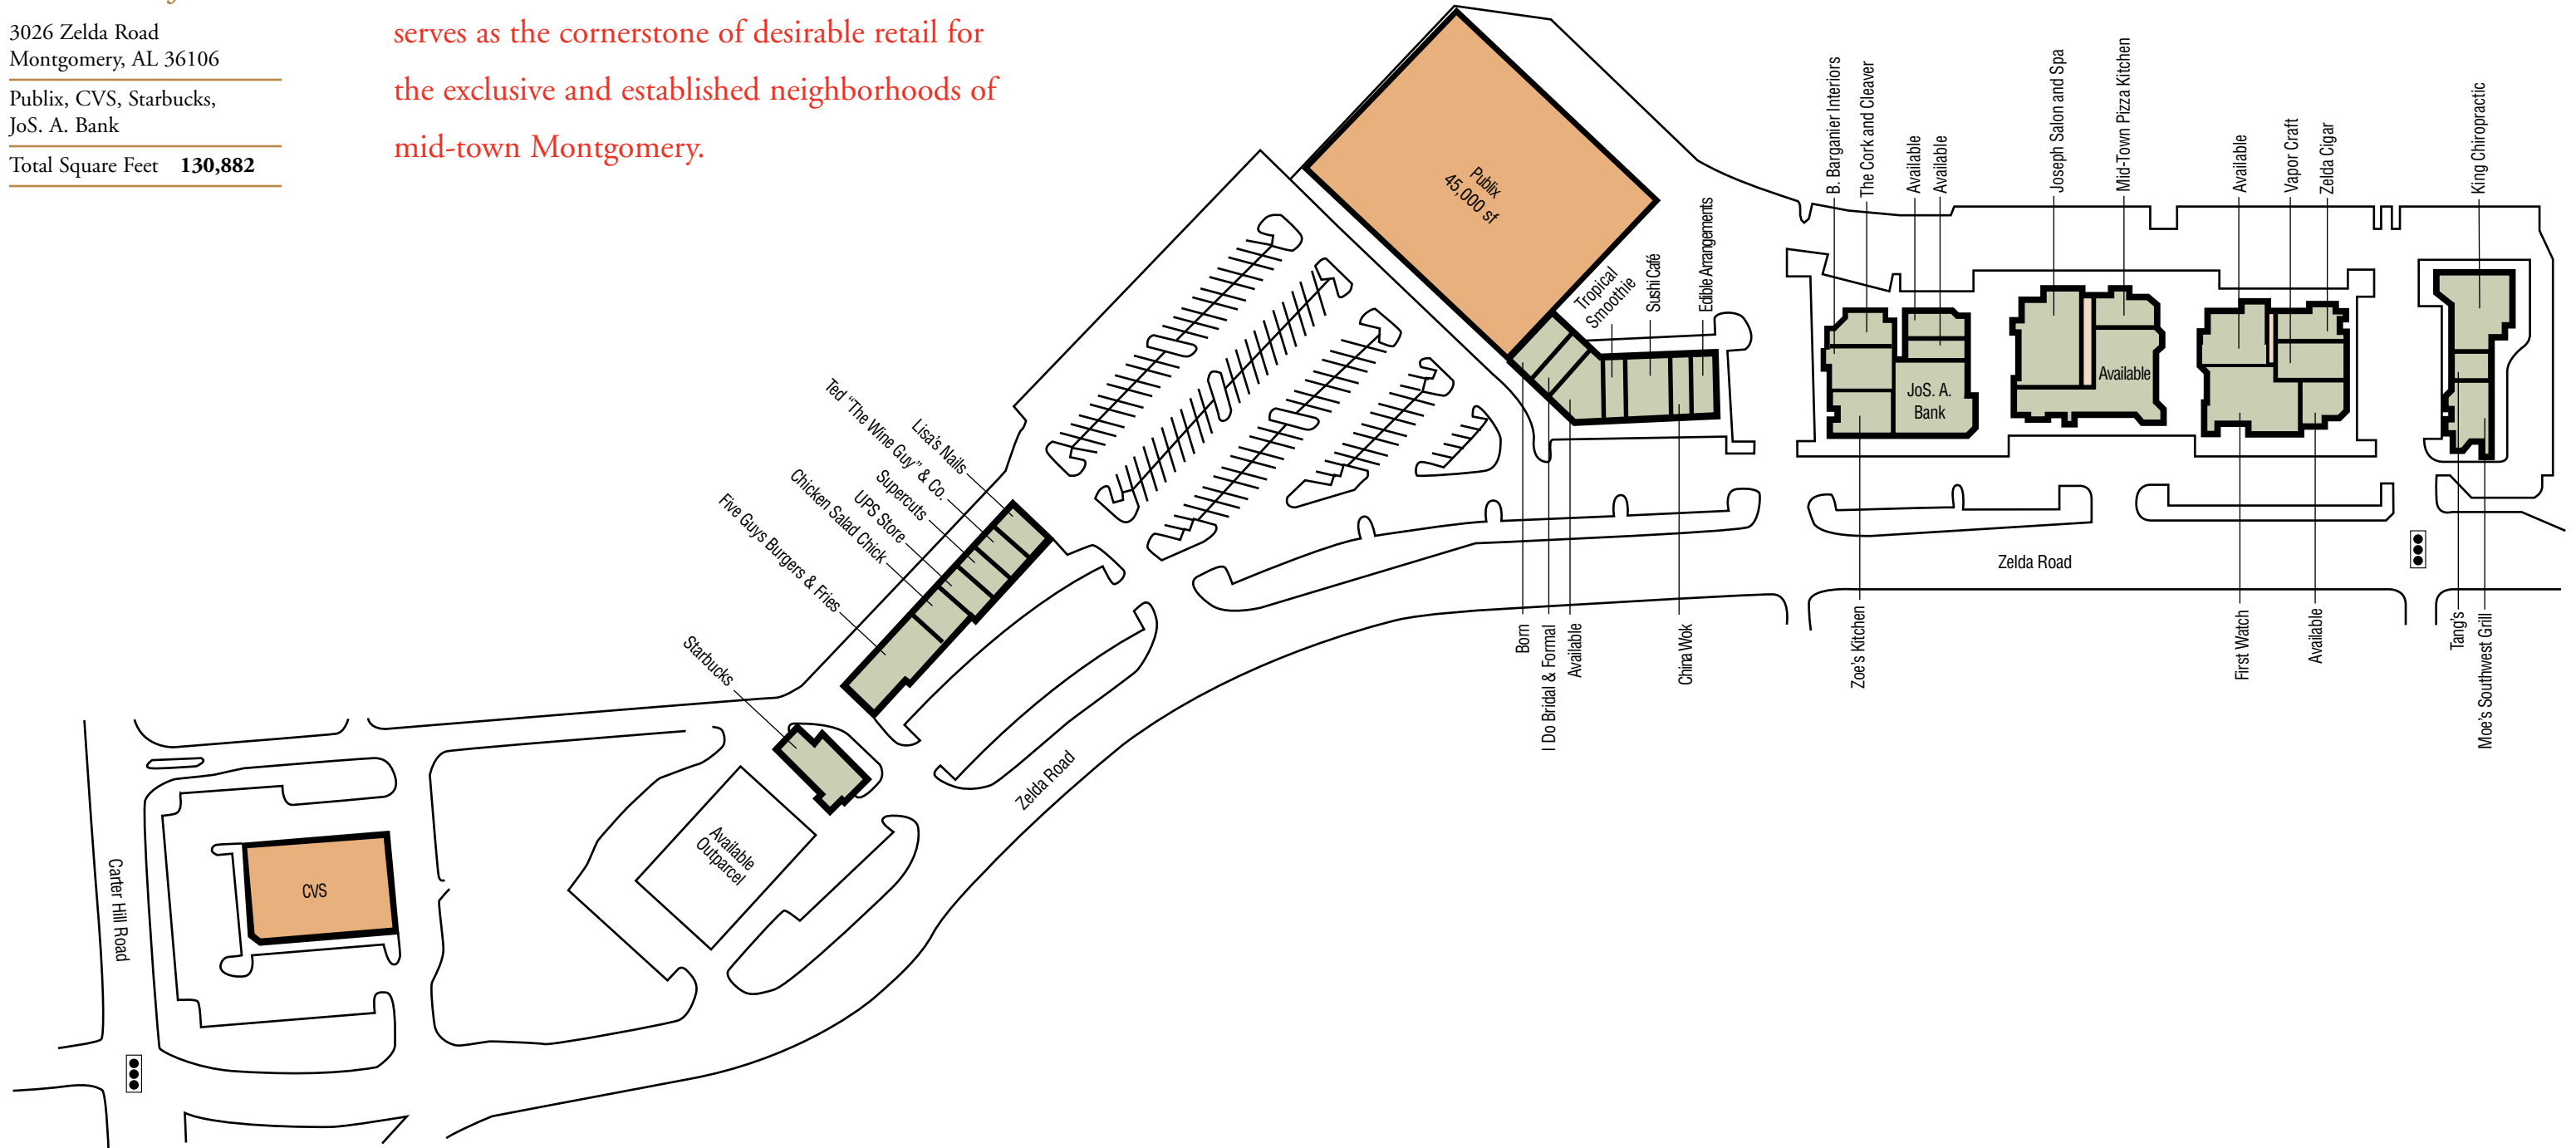 3026 Zelda Road
Montgomery, AL 36106
Publix, CVS, Starbucks,
JoS. A. Bank
Total Square Feet 130,882
serves as the cornerstone of desirable retail for
the exclusive and established neighborhoods of
mid-town Montgomery.
Publix
45,000 sf
Tropical
Smoothie
Sushi Café
Edible Arrangements
B. Barganier Interiors
The Cork and Cleaver
Available
Available
Joseph Salon and Spa
Mid-Town Pizza Kitchen
Available
Vapor Craft
Zelda Cigar
King Chiropractic
JoS. A.
Bank
Available
Lisa's Nails
Ted “The Wine Guy” & Co.
Supercuts
UPS Store
Chicken Salad Chick
Five Guys Burgers & Fries
Starbucks
Zelda Road
Born
I Do Bridal & Formal
Available
China Wok
Zoe's Kitchen
First Watch
Available
Tang's
Moe's Southwest Grill
Zelda Road
Available
Outparcel
CVS
Carter Hill Road